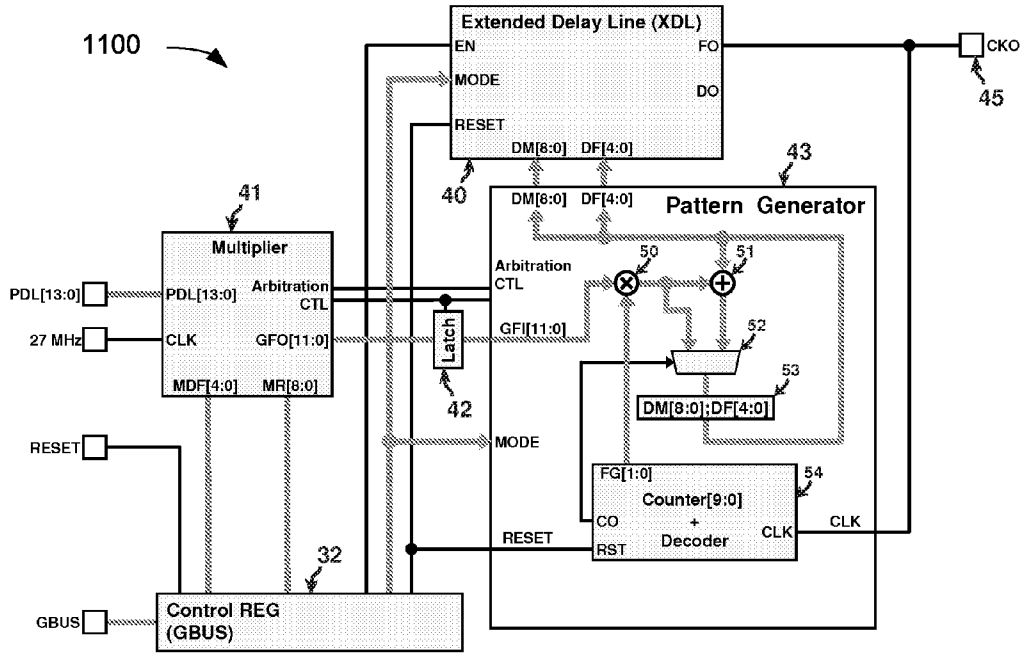 1100
Extended Delay Line (XDL)
EN
FO
CKO
MODE
DO
45
RESET
DM[8:0] DF[4:0]
40
43
41
DM[8:0] DF[4:0]
Pattern Generator
Multiplier
50
51
Arbitration
CTL
Arbitration
CTL
PDL[13:0]
PDL[13:0]
GFI[11:0]
27 MHz
CLK
GFO[11:0]
Latch
52
53
MDF[4:0] MR[8:0]
42
DM[8:0];DF[4:0]
RESET
MODE
FG[1:0]
54
Counter[9:0]
+
Decoder
CO
CLK
CLK
RESET
RST
32
Control REG
(GBUS)
GBUS